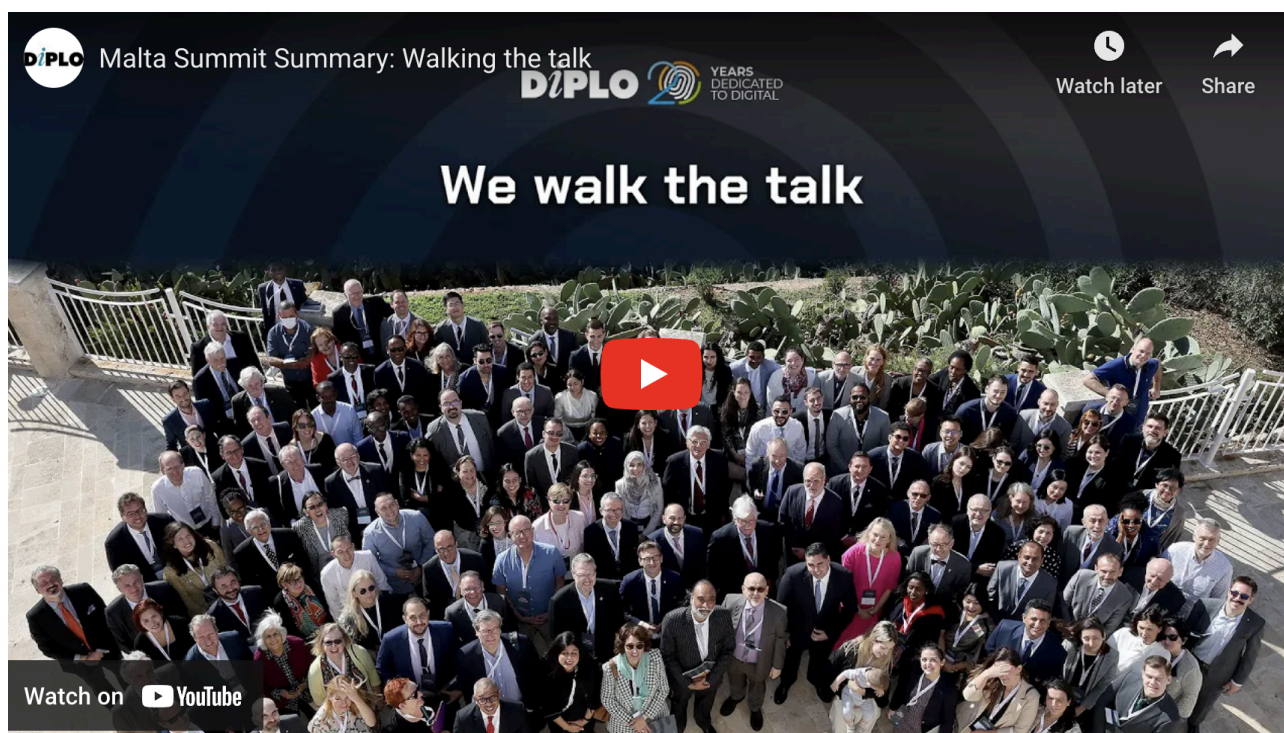 DiPLO
Malta Summit Summary: Walking the talk
Watch later
Share
DiPLO 20 YEARS
DEDICATED
TO DIGITAL
We walk the talk
Watch on YouTube